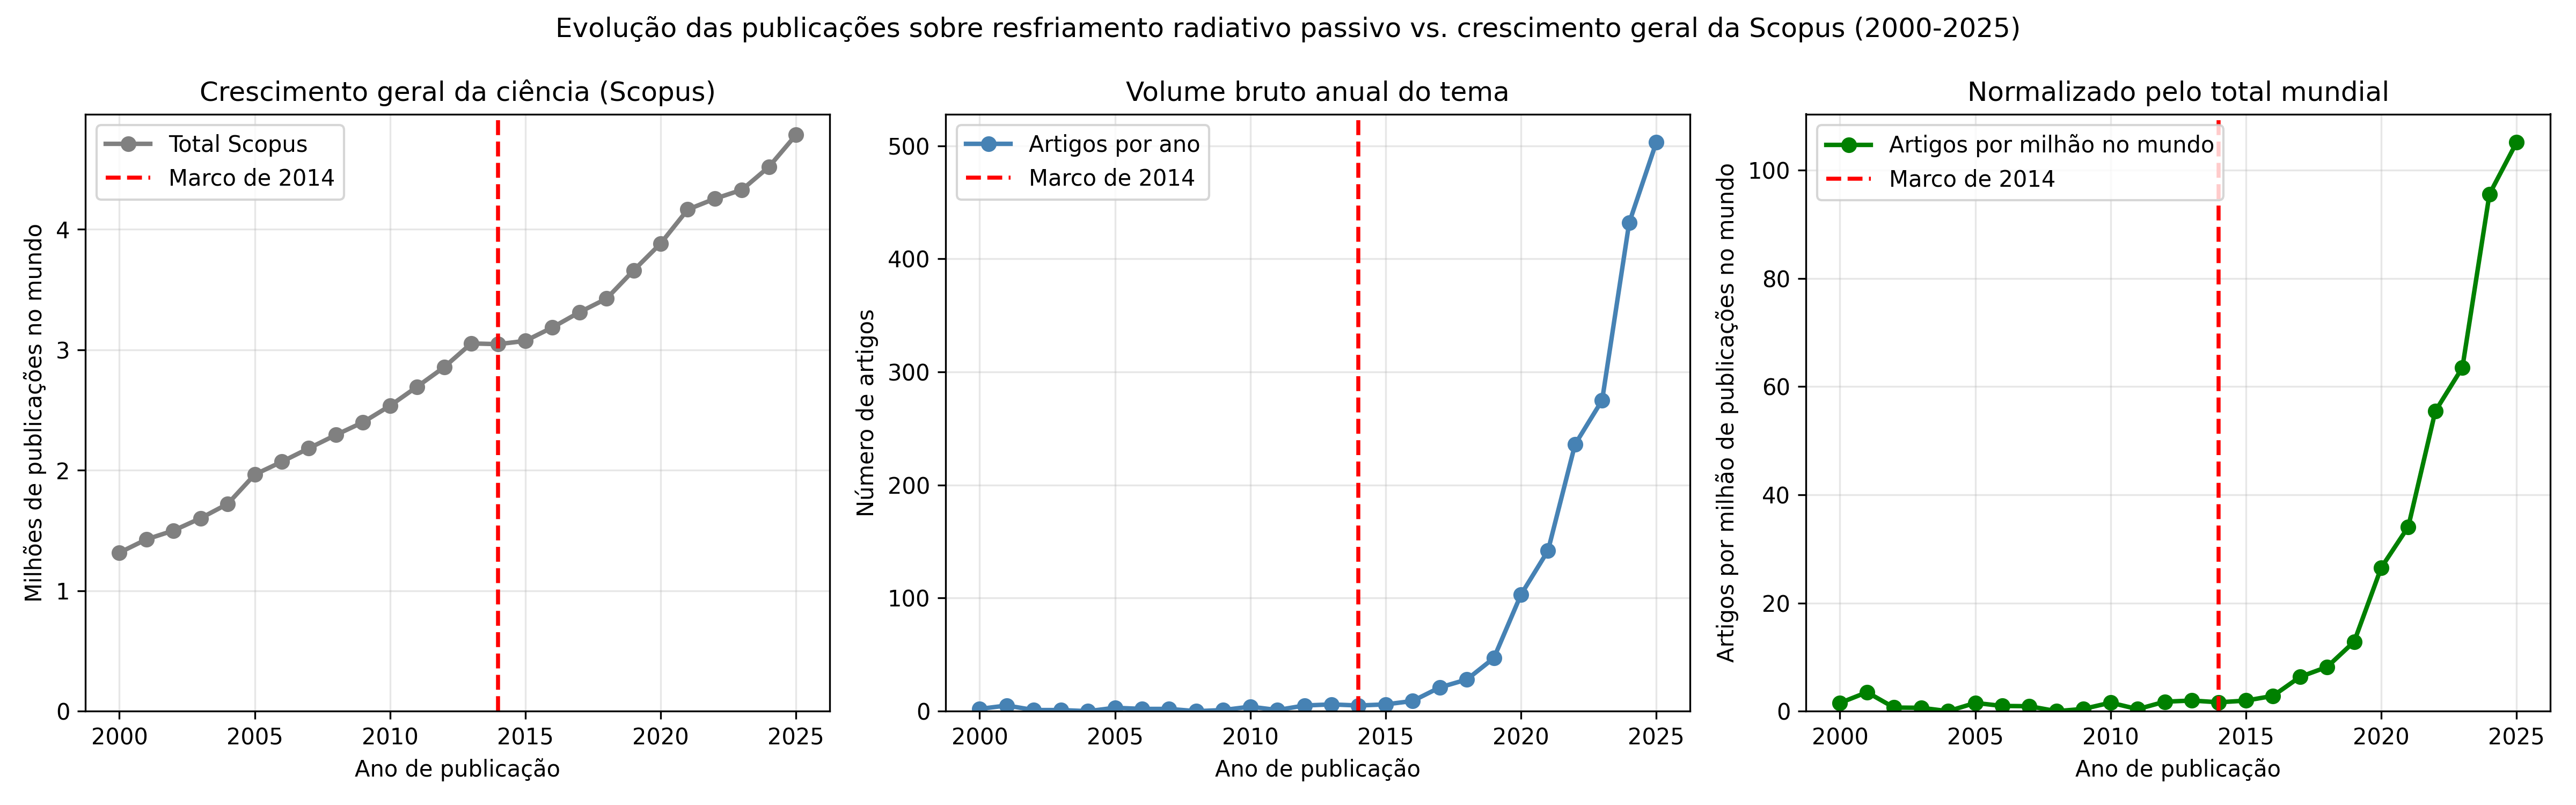 Evolução das publicações sobre resfriamento radiativo passivo vs. crescimento geral da Scopus (2000-2025)
Crescimento geral da ciência (Scopus)
Total Scopus
Marco de 2014
Milhões de publicações no mundo
4
3
2
1
0
2000 2005 2010 2015 2020 2025
Ano de publicação
Volume bruto anual do tema
Artigos por ano
Marco de 2014
Número de artigos
500
400
300
200
100
0
2000 2005 2010 2015 2020 2025
Ano de publicação
Normalizado pelo total mundial
Artigos por milhão no mundo
Marco de 2014
Artigos por milhão de publicações no mundo
100
80
60
40
20
0
2000 2005 2010 2015 2020 2025
Ano de publicação